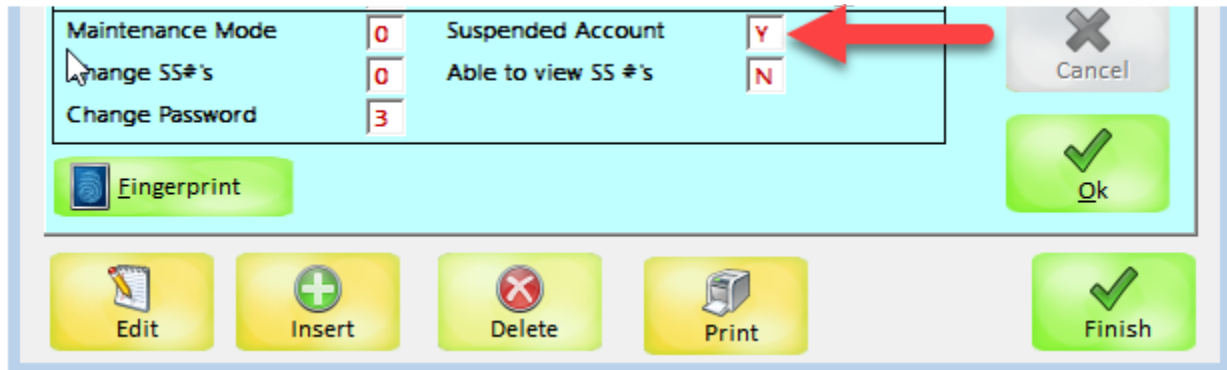 Maintenance Mode 0 Suspended Account Y
Change SS#'s 0 Able to view SS #'s N
Change Password 3
Cancel
Fingerprint
Ok
Edit Insert Delete Print Finish